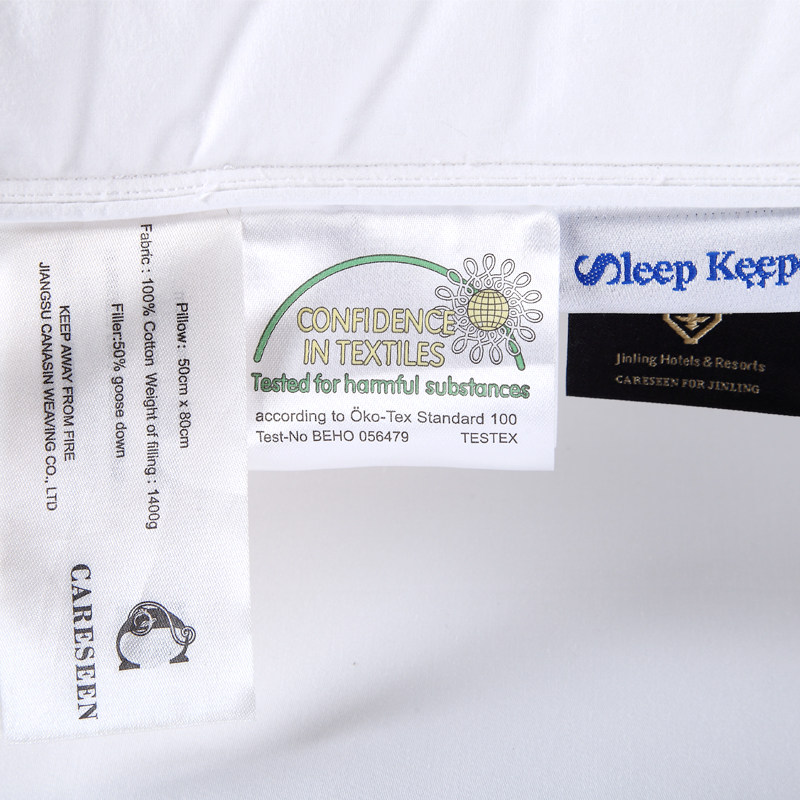 Pillow: 50cm x 80cm
Fabric: 100% Cotton Weight of filling: 1400g
Filler:50% goose down
KEEP AWAY FROM FIRE
JIANGSU CANASIN WEAVING CO., LTD
CARESEEN
CONFIDENCE
IN TEXTILES
Tested for harmful substances
according to Öko-Tex Standard 100
Test-No BEHO 056479 TESTEX
Sleep Keep
Jinling Hotels & Resorts
CARESEEN FOR JINLING